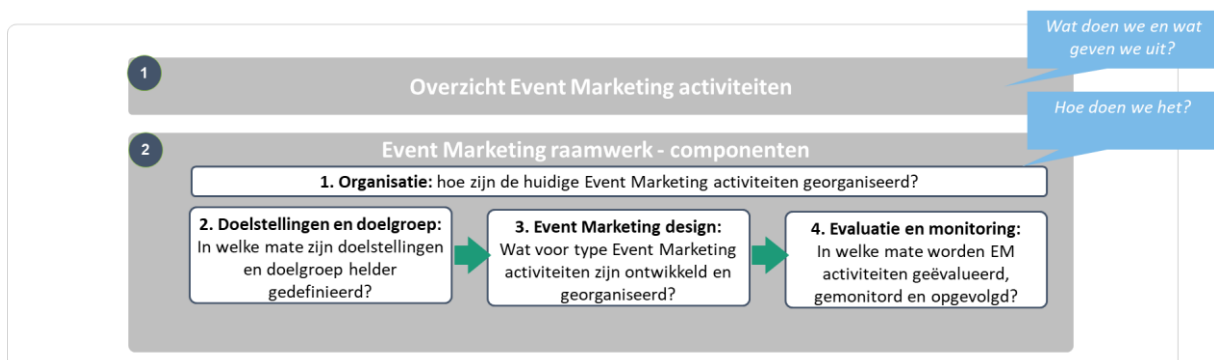 Wat doen we en wat
geven we uit?
1
Overzicht Event Marketing activiteiten
Hoe doen we het?
2
Event Marketing raamwerk - componenten
1. Organisatie: hoe zijn de huidige Event Marketing activiteiten georganiseerd?
2. Doelstellingen en doelgroep:
In welke mate zijn doelstellingen
en doelgroep helder
gedefinieerd?
3. Event Marketing design:
Wat voor type Event Marketing
activiteiten zijn ontwikkeld en
georganiseerd?
4. Evaluatie en monitoring:
In welke mate worden EM
activiteiten geëvalueerd,
gemonitord en opgevolgd?